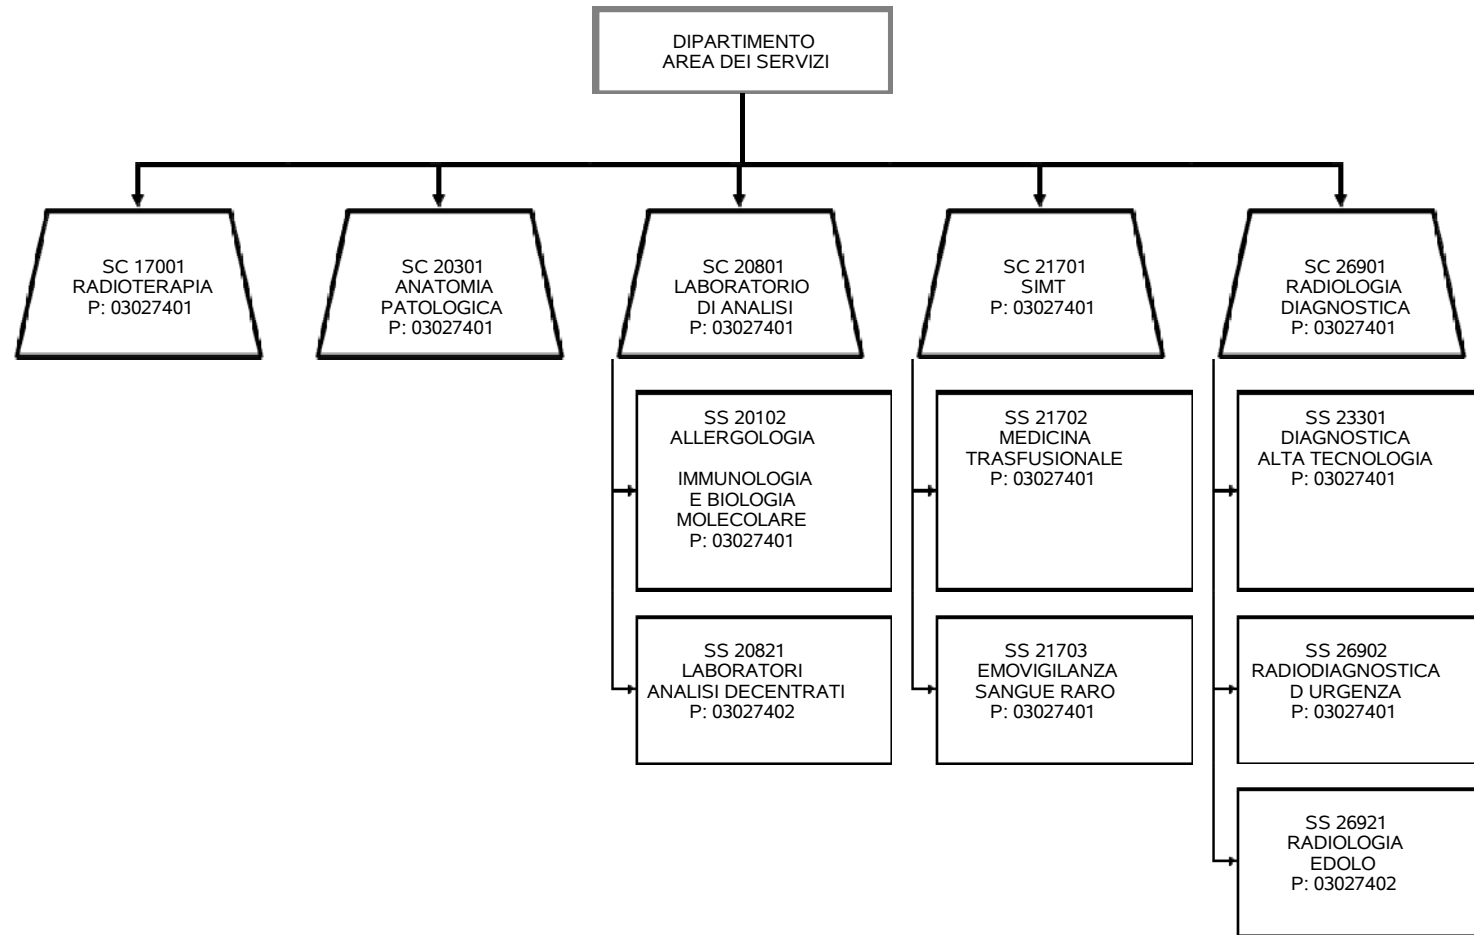 DIPARTIMENTO
AREA DEI SERVIZI
SC 17001
RADIOTERAPIA
P: 03027401
SC 20301
ANATOMIA
PATOLOGICA
P: 03027401
SC 20801
LABORATORIO
DI ANALISI
P: 03027401
SC 21701
SIMT
P: 03027401
SC 26901
RADIOLOGIA
DIAGNOSTICA
P: 03027401
SS 20102
ALLERGOLOGIA
IMMUNOLOGIA
E BIOLOGIA
MOLECOLARE
P: 03027401
SS 21702
MEDICINA
TRASFUSIONALE
P: 03027401
SS 23301
DIAGNOSTICA
ALTA TECNOLOGIA
P: 03027401
SS 20821
LABORATORI
ANALISI DECENTRATI
P: 03027402
SS 21703
EMOVIGILANZA
SANGUE RARO
P: 03027401
SS 26902
RADIODIAGNOSTICA
D URGENZA
P: 03027401
SS 26921
RADIOLOGIA
EDOLO
P: 03027402